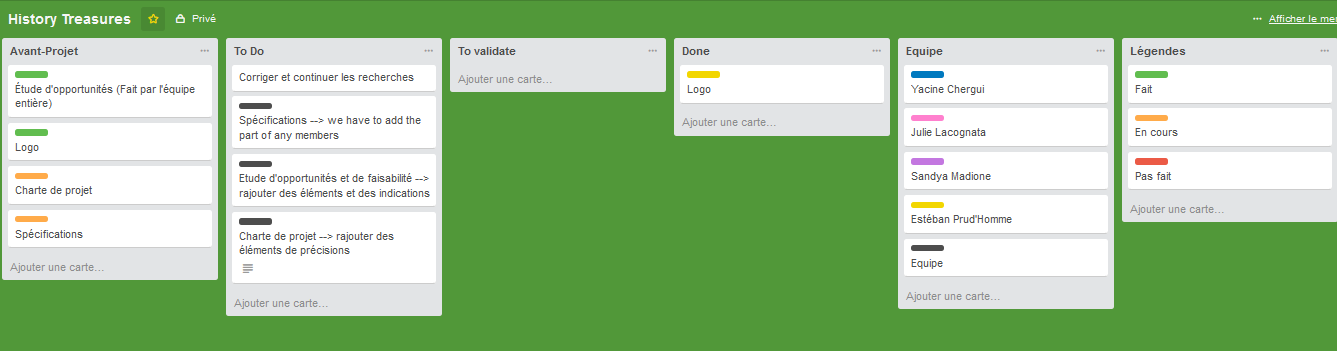 History Treasures
Privé
Afficher le me
Avant-Projet
Étude d'opportunités (Fait par l'équipe
entière)
Logo
Charte de projet
Spécifications
Ajouter une carte…
To Do
Corriger et continuer les recherches
Spécifications --> we have to add the
part of any members
Etude d'opportunités et de faisabilité -->
rajouter des éléments et des indications
Charte de projet --> rajouter des
éléments de précisions
Ajouter une carte…
To validate
Ajouter une carte…
Done
Logo
Ajouter une carte…
Equipe
Yacine Chergui
Julie Lacognata
Sandya Madione
Estéban Prud'Homme
Equipe
Ajouter une carte…
Légendes
Fait
En cours
Pas fait
Ajouter une carte…